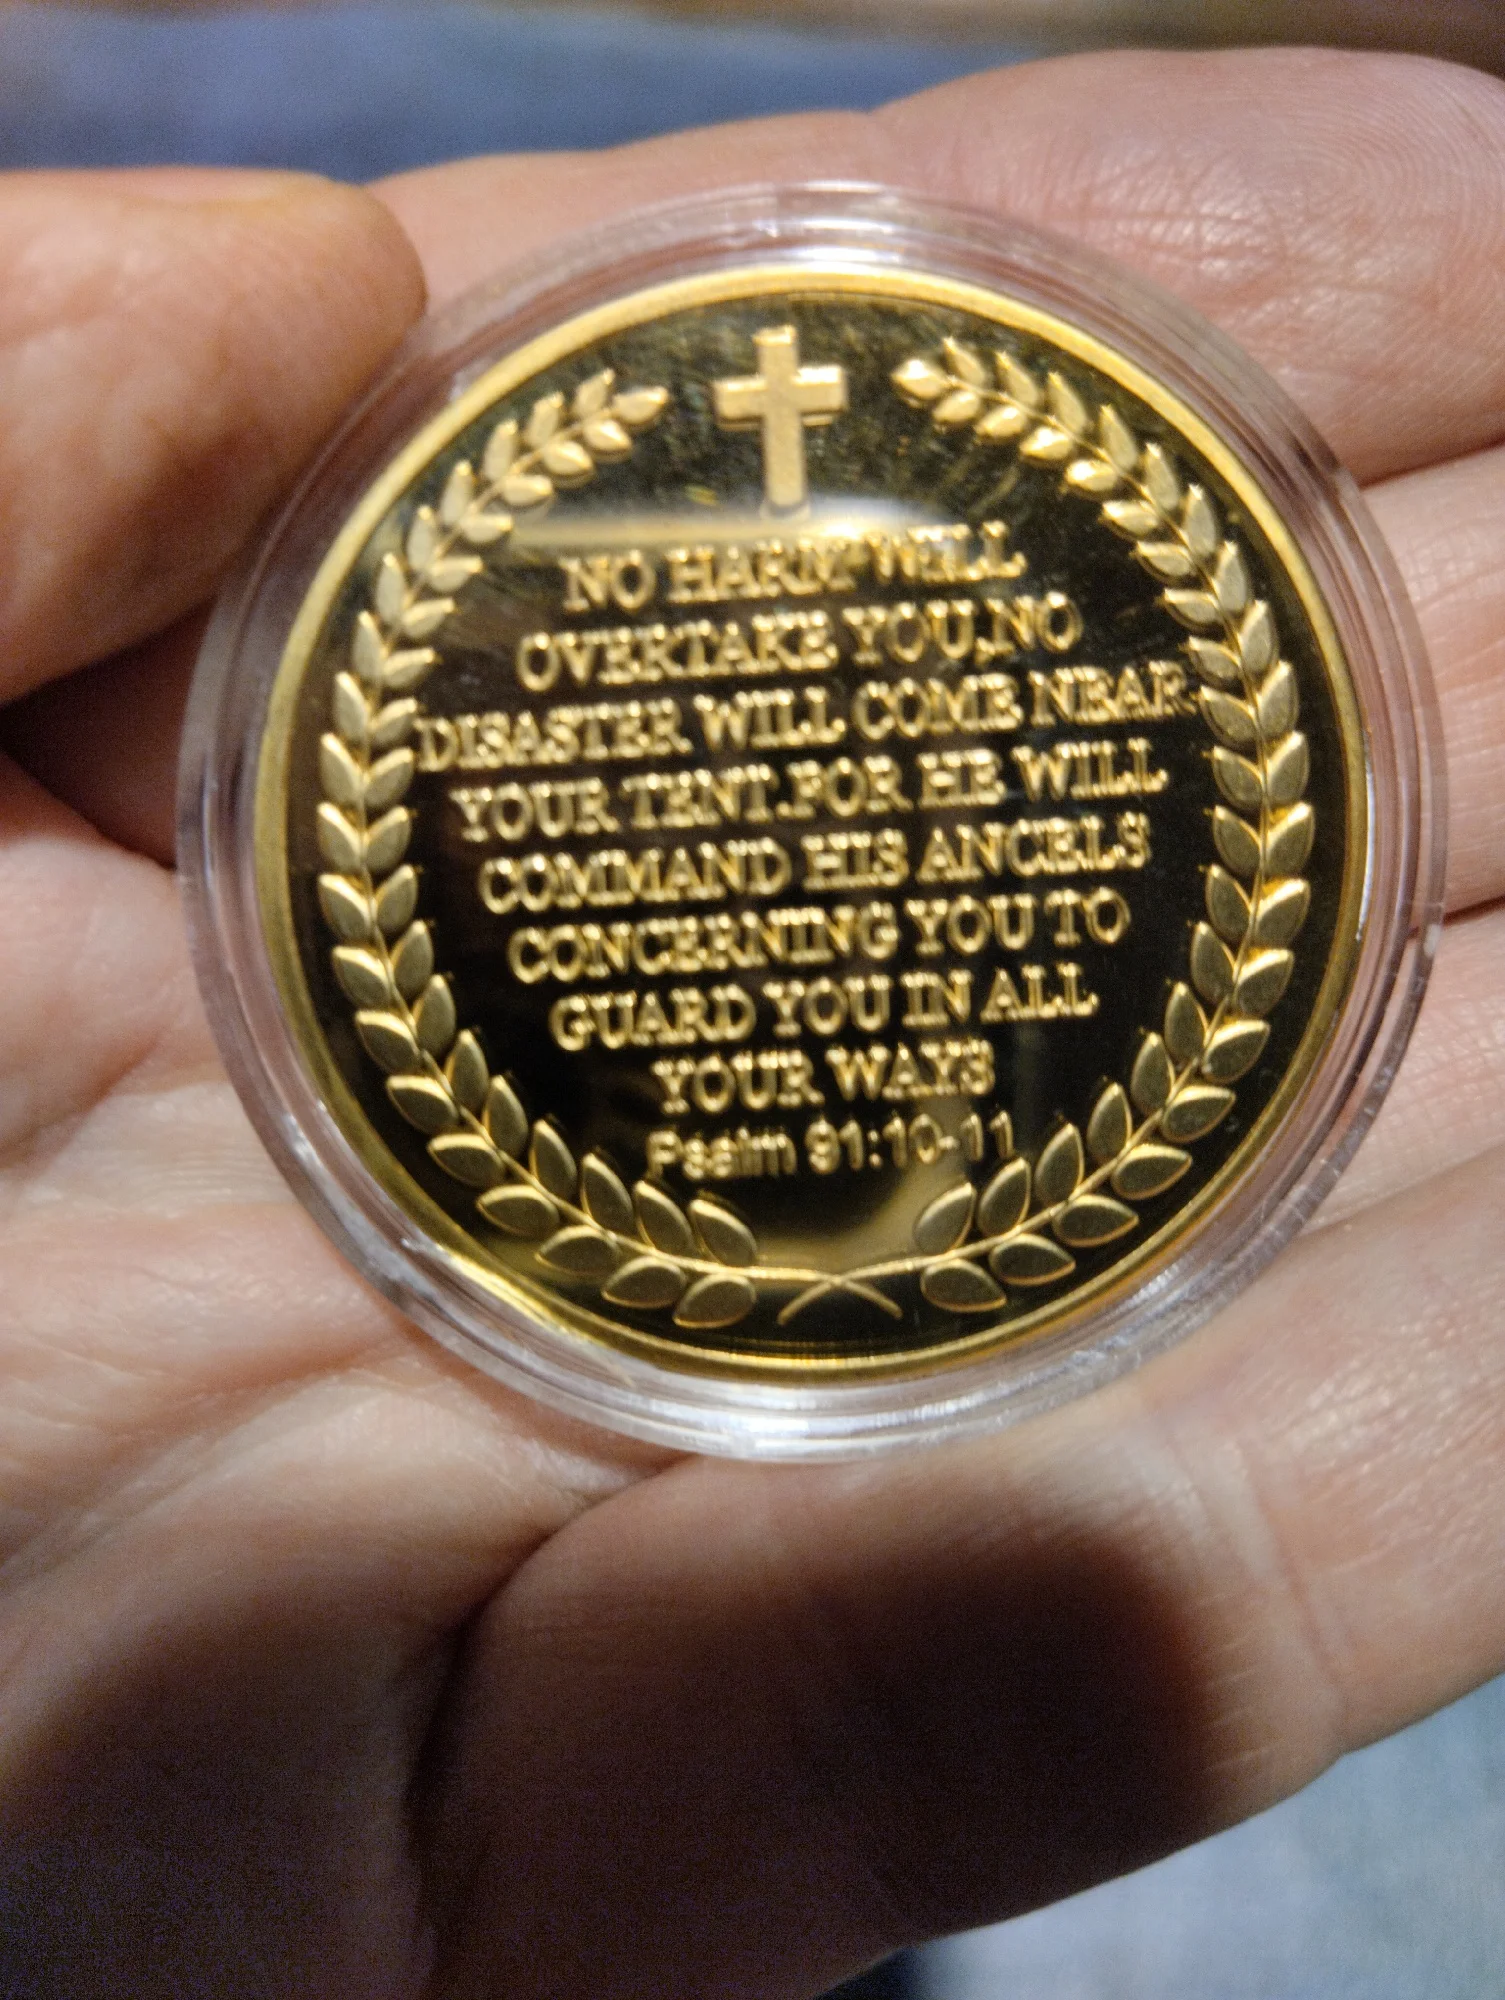 NO HARM WILL
OVERTAKE YOU,NO
DISASTER WILL COME NEAR
YOUR TENT.FOR HE WILL
COMMAND HIS ANGELS
CONCERNING YOU TO
GUARD YOU IN ALL
YOUR WAYS
Psalm 91:10-11